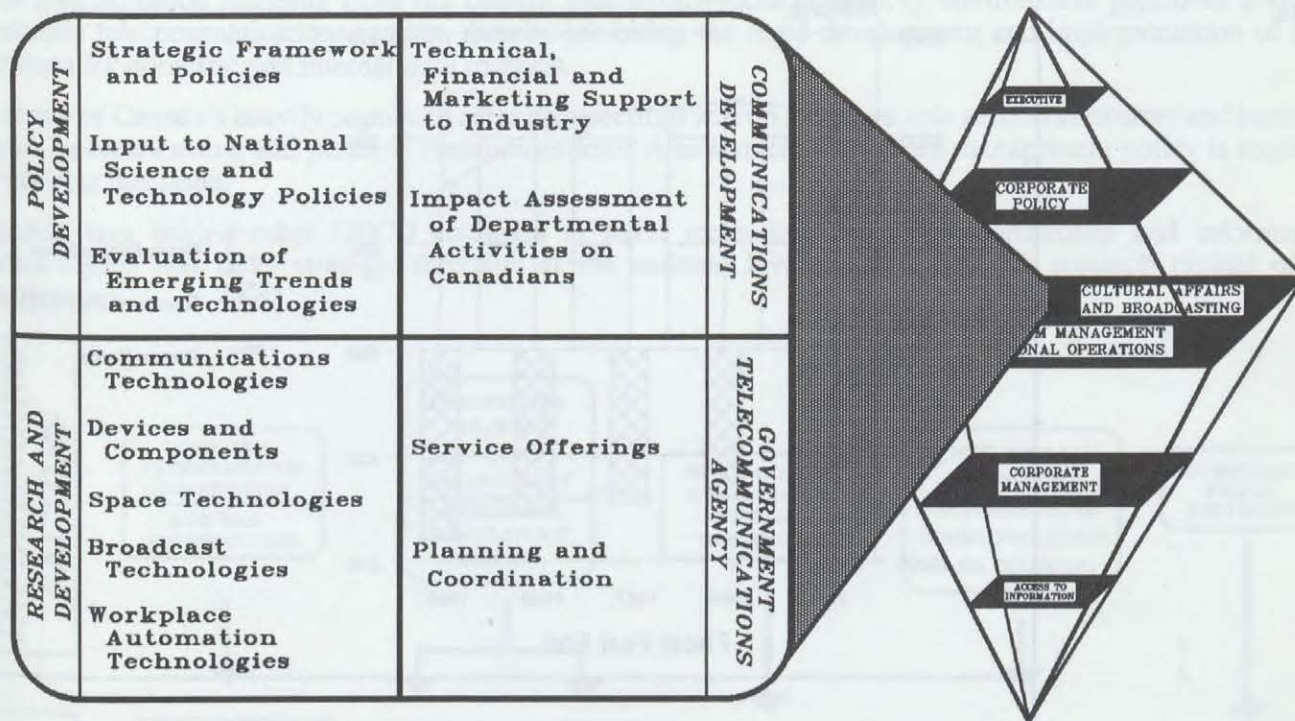 POLICY
DEVELOPMENT
Strategic Framework
and Policies
Input to National
Science and
Technology Policies
Evaluation of
Emerging Trends
and Technologies
Technical,
Financial and
Marketing Support
to Industry
Impact Assessment
of Departmental
Activities on
Canadians
COMMUNICATIONS
DEVELOPMENT
RESEARCH AND
DEVELOPMENT
Communications
Technologies
Devices and
Components
Space Technologies
Broadcast
Technologies
Workplace
Automation
Technologies
Service Offerings
Planning and
Coordination
GOVERNMENT
TELECOMMUNICATIONS
AGENCY
EXECUTIVE
CORPORATE
POLICY
CULTURAL AFFAIRS
AND BROADCASTING
M MANAGEMENT
ONAL OPERATIONS
CORPORATE
MANAGEMENT
ACCESS TO
INFORMATION